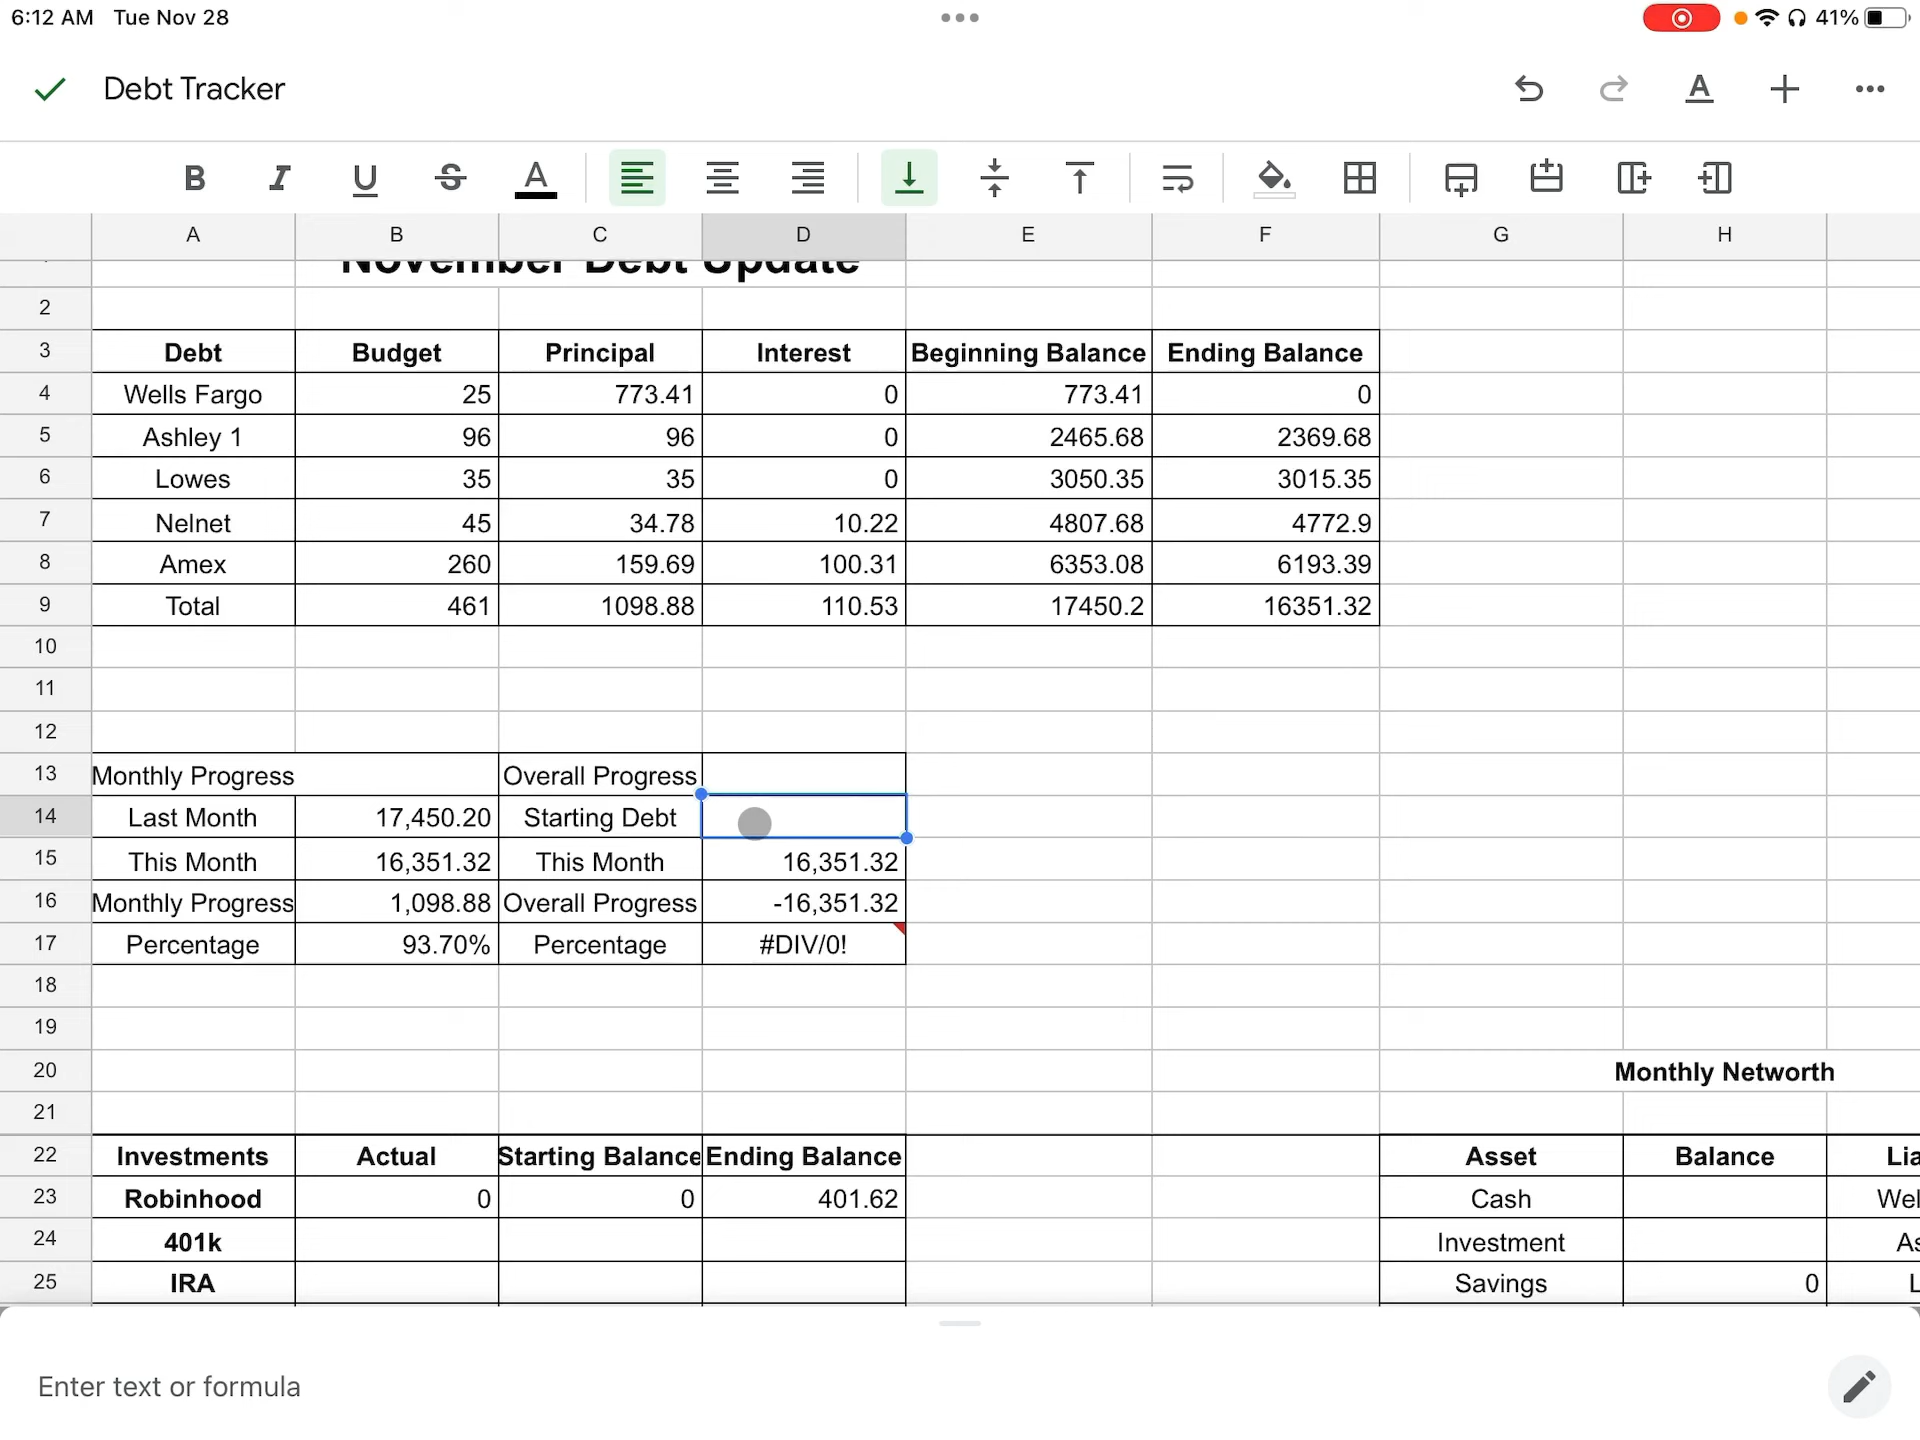 6:12 AM Tue Nov 28 41%
Debt Tracker
B I U S A
A B C D E F G H
November Debt Update
2
3 Debt Budget Principal Interest Beginning Balance Ending Balance
4 Wells Fargo 25 773.41 0 773.41 0
5 Ashley 1 96 96 0 2465.68 2369.68
6 Lowes 35 35 0 3050.35 3015.35
7 Nelnet 45 34.78 10.22 4807.68 4772.9
8 Amex 260 159.69 100.31 6353.08 6193.39
9 Total 461 1098.88 110.53 17450.2 16351.32
10
11
12
13 Monthly Progress Overall Progress
14 Last Month 17,450.20 Starting Debt
15 This Month 16,351.32 This Month 16,351.32
16 Monthly Progress 1,098.88 Overall Progress -16,351.32
17 Percentage 93.70% Percentage #DIV/0!
18
19
20 Monthly Networth
21
22 Investments Actual Starting Balance Ending Balance Asset Balance Lia
23 Robinhood 0 0 401.62 Cash Wel
24 401k Investment As
25 IRA Savings 0 L
Enter text or formula